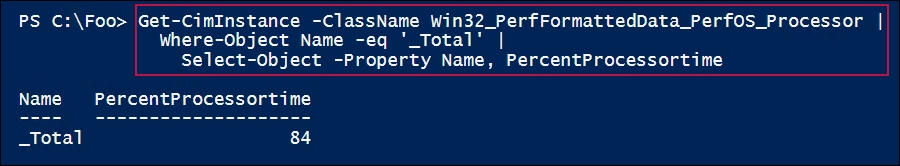 PS C:\Foo> Get-CimInstance -ClassName Win32_PerfFormattedData_PerfOS_Processor |
Where-Object Name -eq '_Total' |
Select-Object -Property Name, PercentProcessortime
Name PercentProcessortime
---- --------------------
_Total 84